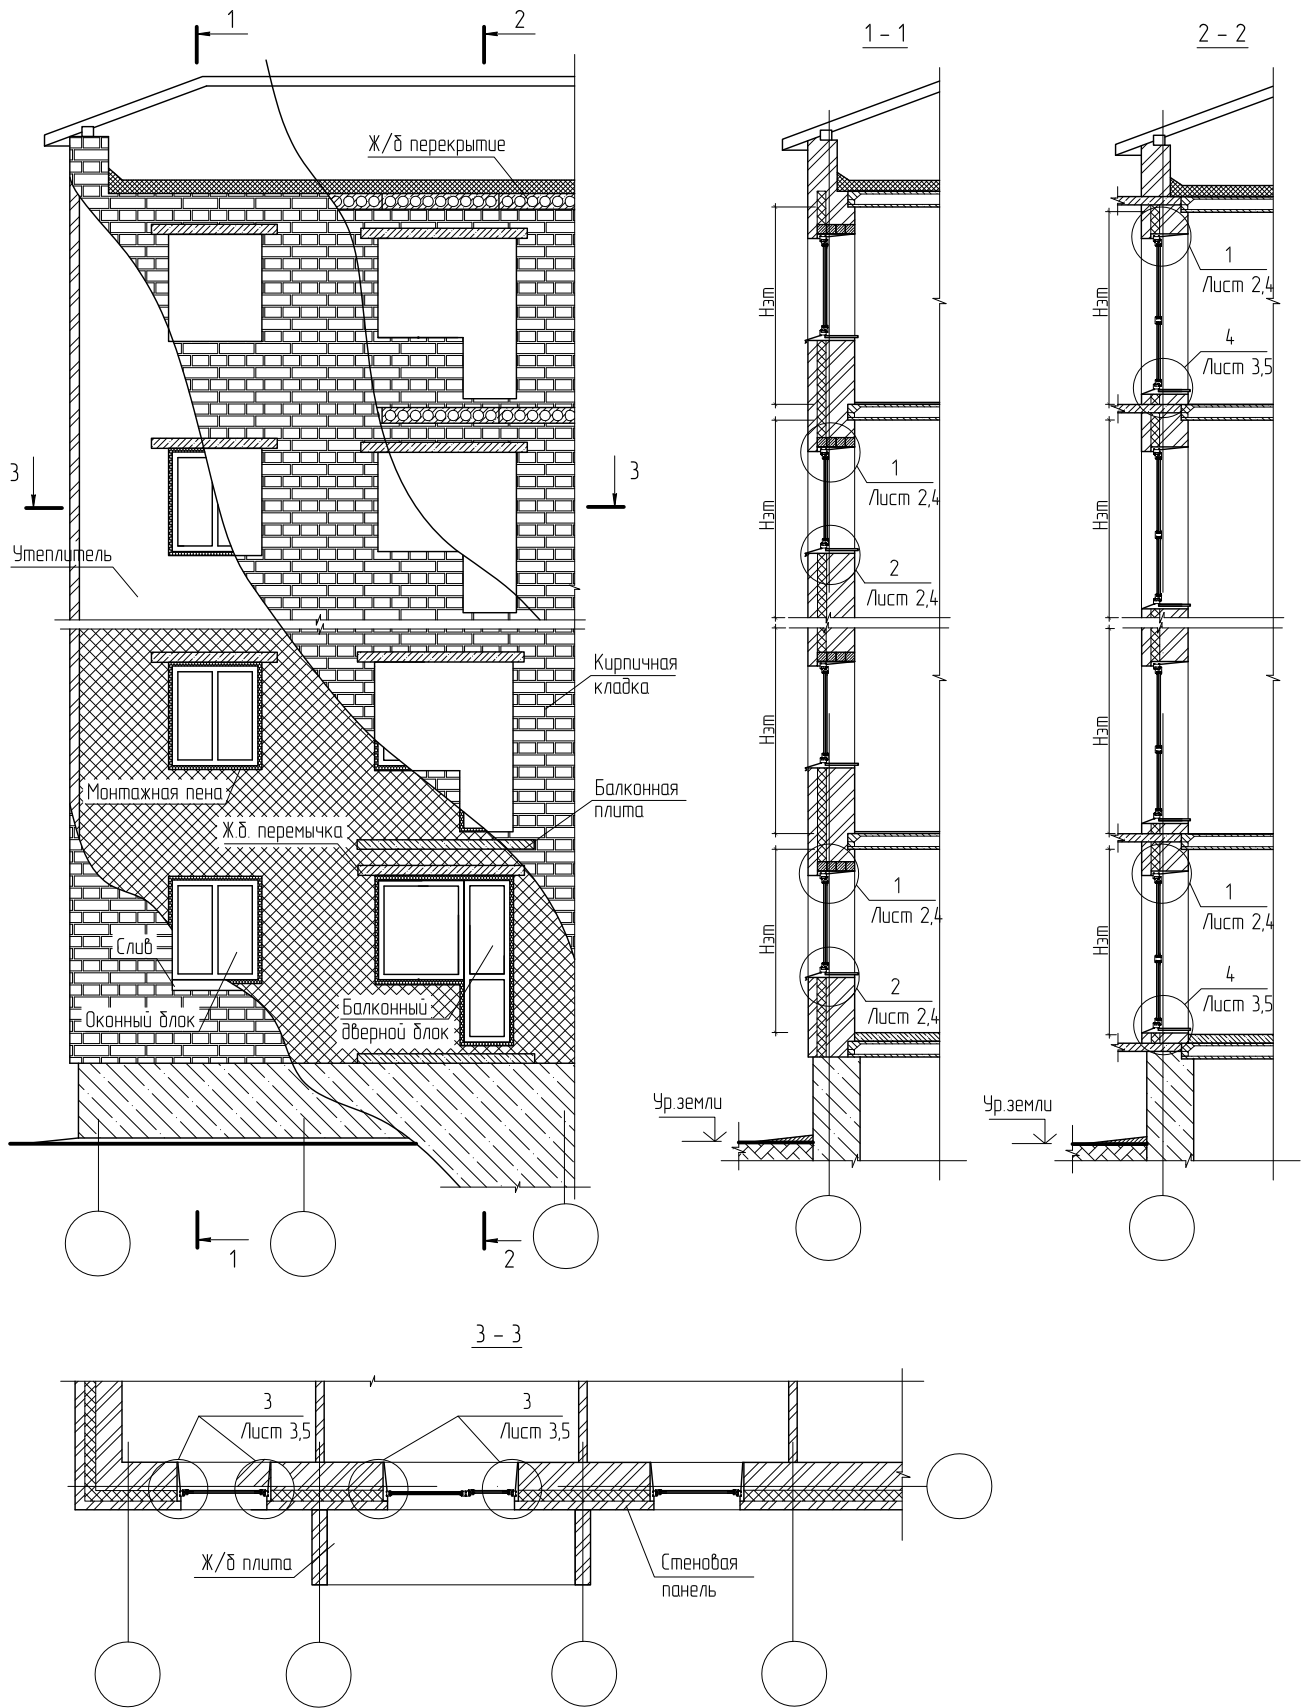 1
2
1 - 1
2 - 2
Ж/б перекрытие
Нэт
Нэт
1
Лист 2,4
4
Лист 3,5
3
3
1
Лист 2,4
Нэт
Нэт
Утеплитель
2
Лист 2,4
Кирпичная
кладка
Нэт
Нэт
Монтажная пена
Балконная
плита
Ж.б. перемычка
1
Лист 2,4
1
Лист 2,4
Слив
Нэт
Нэт
Оконный блок
Балконный
дверной блок
2
Лист 2,4
4
Лист 3,5
Ур.земли
Ур.земли
1
2
3 - 3
3
Лист 3,5
3
Лист 3,5
Ж/б плита
Стеновая
панель